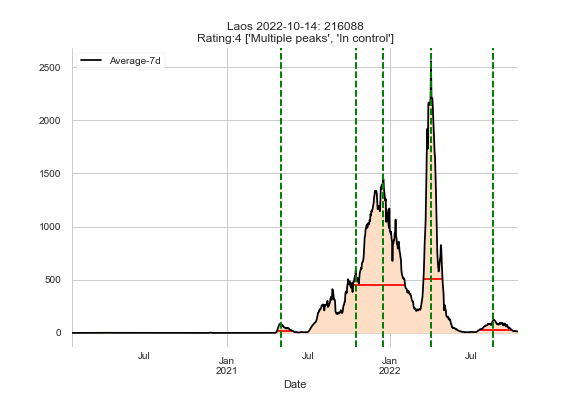 Laos 2022-10-14: 216088
Rating:4 ['Multiple peaks', 'In control']
Average-7d
2500
2000
1500
1000
500
0
Jul
Jan
2021
Jul
Jan
2022
Jul
Date